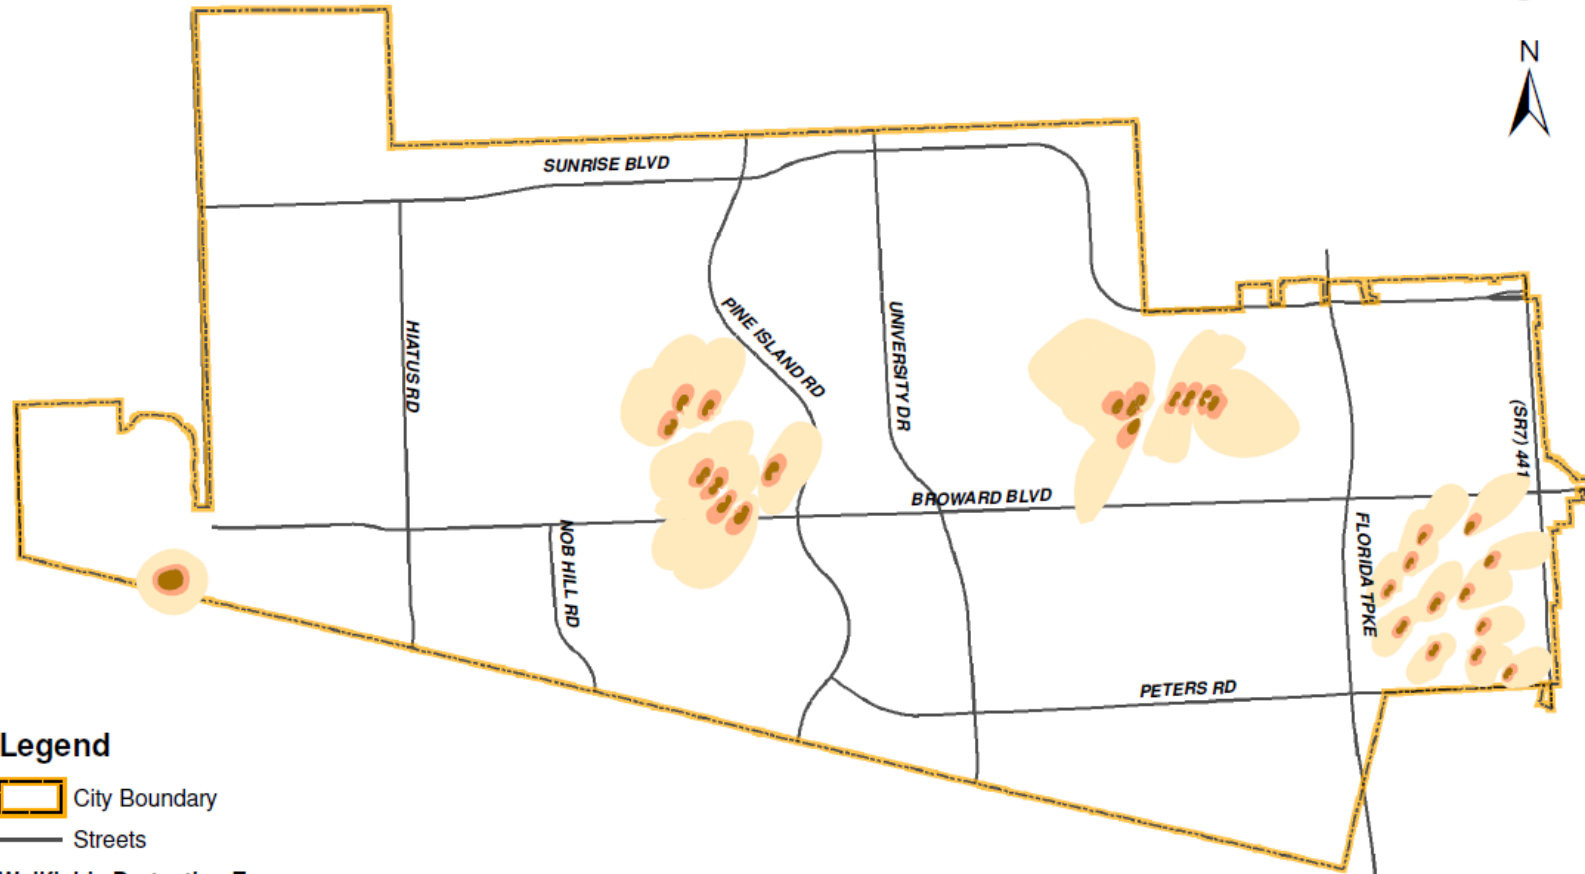 N
SUNRISE BLVD
PINE ISLAND RD
HIATUS RD
UNIVERSITY DR
(SR7) 441
BROWARD BLVD
NOB HILL RD
FLORIDA TPKE
PETERS RD
Legend
City Boundary
Streets